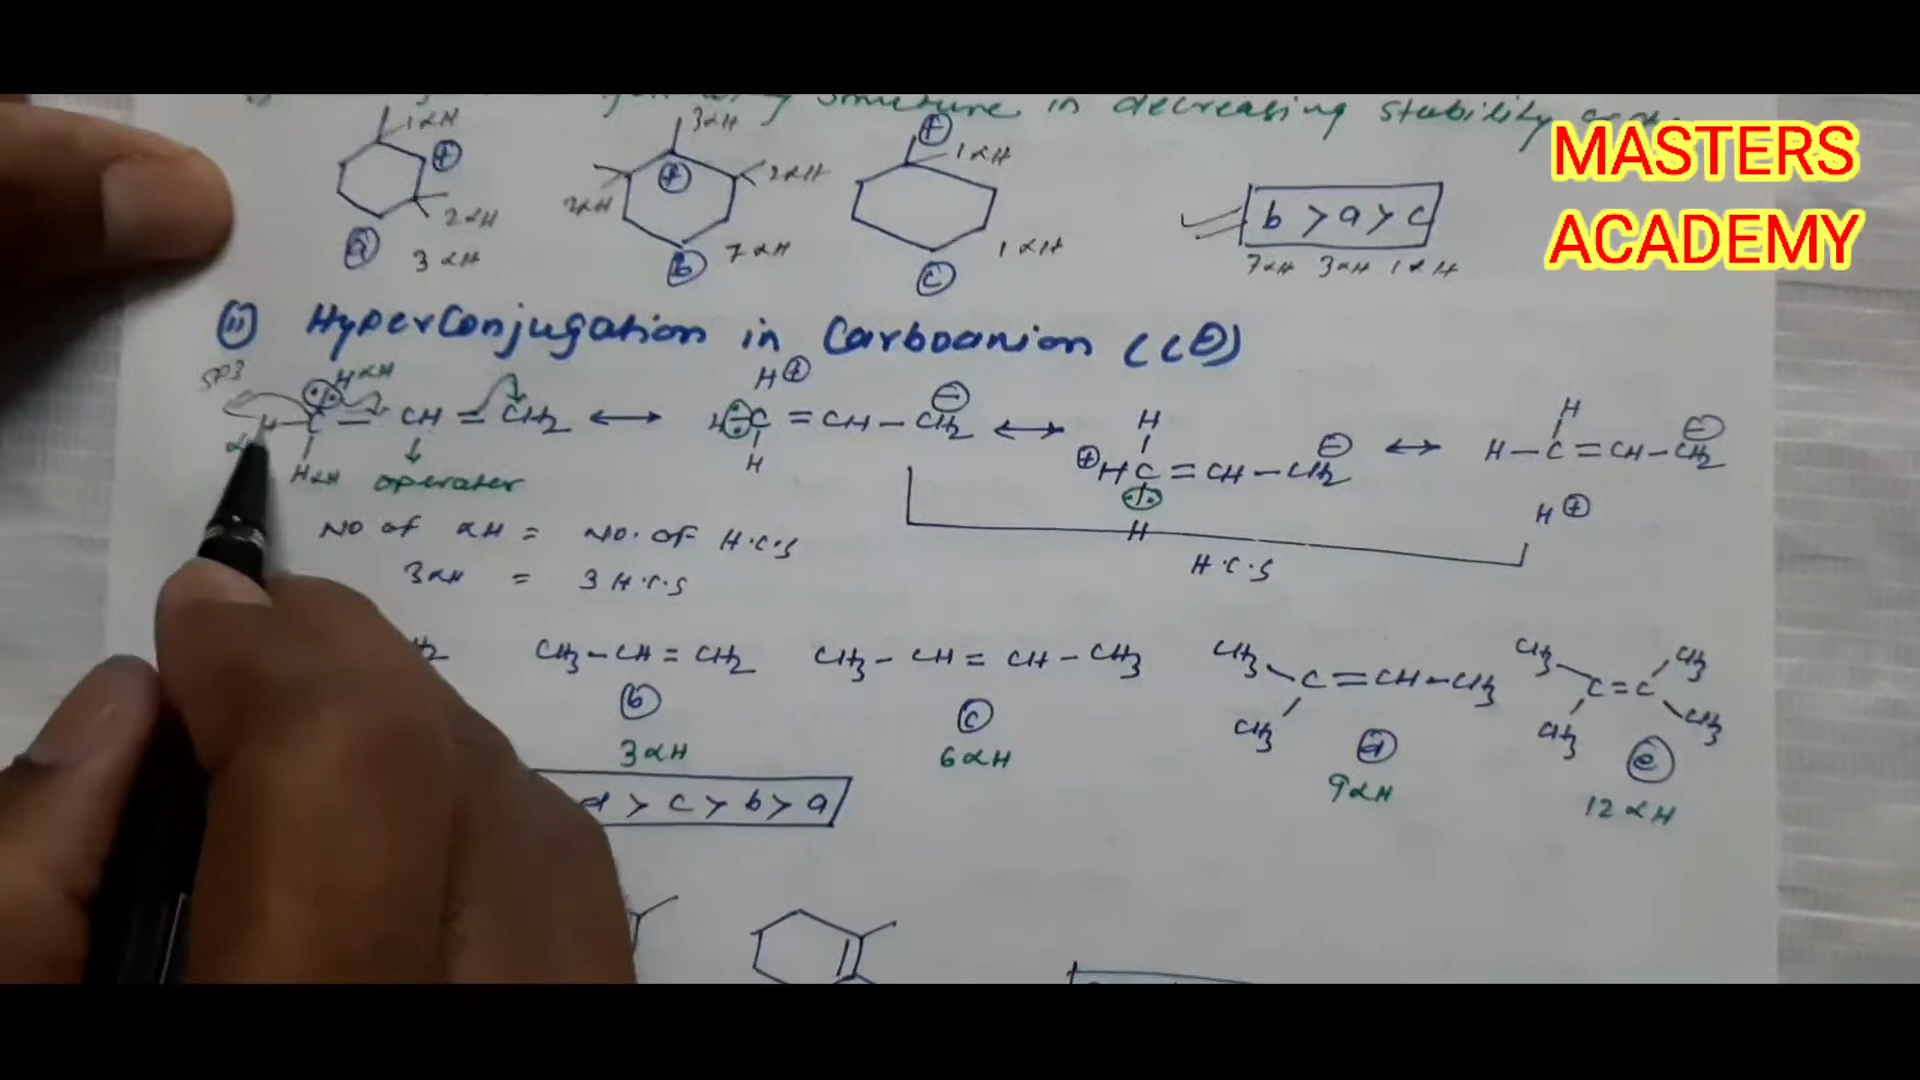 structure in decreasing stability
MASTERS
ACADEMY
1αH
⊕
2αH
3αH
ⓐ
3αH
⊕
2αH
2αH
7αH
ⓑ
⊕
1αH
1αH
ⓒ
b > a > c
7αH 3αH 1αH
ⓘⓘ Hyperconjugation in Carboanion (C⊖)
SP3
H αH
H - C - CH = CH2 ↔ H C = CH - CH2 ↔ H C = CH - CH2 ↔ H - C = CH - CH2
H αH operater
H⊕
H
⊖
H
⊕
⊖
H
H
⊖
H⊕
H.C.S
No of αH = No. of H.C.S
3αH = 3 H.C.S
CH3 - CH = CH2
ⓑ
3αH
CH3 - CH = CH - CH3
ⓒ
6αH
CH3
C = CH - CH3
CH3
ⓓ
9αH
CH3 CH3
C = C
CH3 CH3
ⓔ
12αH
d > c > b > a